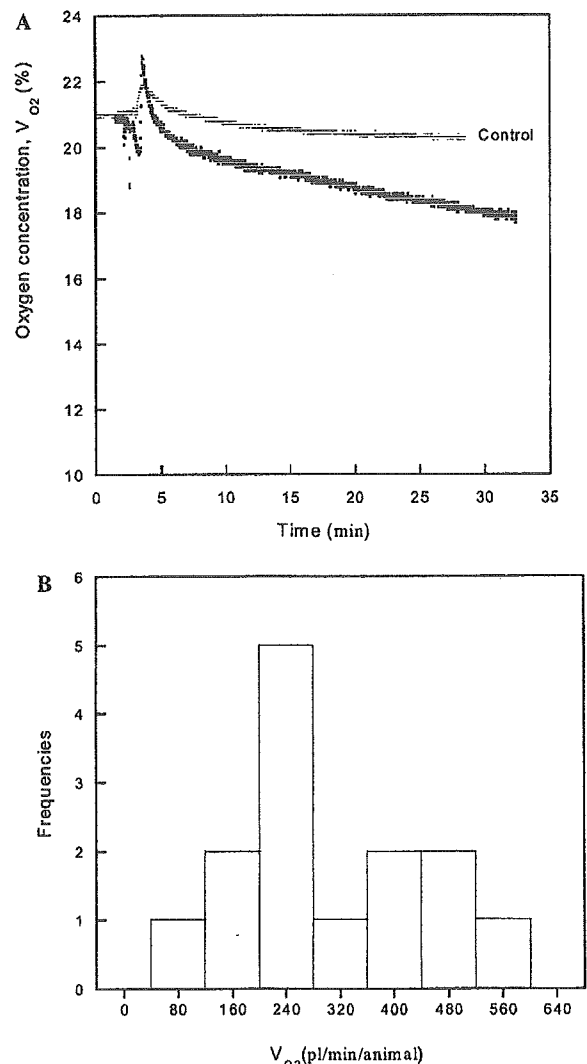 A
24
22
20
18
16
14
12
10
Oxygen concentration, V O2 (%)
Control
0 5 10 15 20 25 30 35
Time (min)
B
6
5
4
3
2
1
0
Frequencies
0 80 160 240 320 400 480 560 640
V O2 (pl/min/animal)